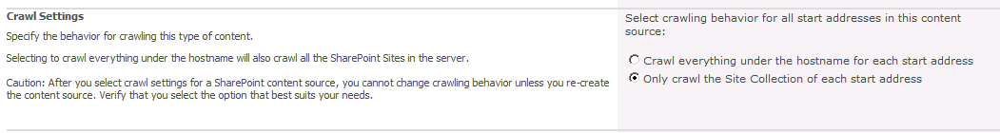 Crawl Settings
Specify the behavior for crawling this type of content.
Selecting to crawl everything under the hostname will also crawl all the SharePoint Sites in the server.
Caution: After you select crawl settings for a SharePoint content source, you cannot change crawling behavior unless you re-create
the content source. Verify that you select the option that best suits your needs.
Select crawling behavior for all start addresses in this content
source:
Crawl everything under the hostname for each start address
Only crawl the Site Collection of each start address